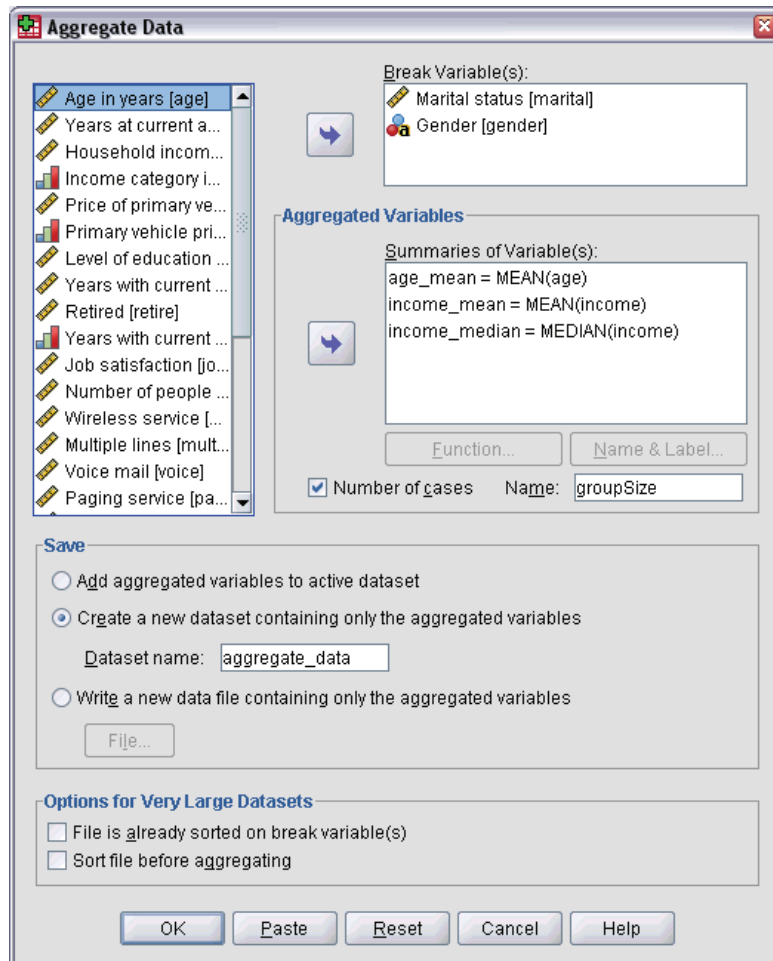 Aggregate Data
Age in years [age]
Years at current a...
Household incom...
Income category i...
Price of primary ve...
Primary vehicle pri...
Level of education ...
Years with current ...
Retired [retire]
Years with current ...
Job satisfaction [jo...
Number of people ...
Wireless service [...
Multiple lines [mult...
Voice mail [voice]
Paging service [pa...
Break Variable(s):
Marital status [marital]
a Gender [gender]
Aggregated Variables
Summaries of Variable(s):
age_mean = MEAN(age)
income_mean = MEAN(income)
income_median = MEDIAN(income)
Function... Name & Label...
Number of cases Name: groupSize
Save
Add aggregated variables to active dataset
Create a new dataset containing only the aggregated variables
Dataset name: aggregate_data
Write a new data file containing only the aggregated variables
File...
Options for Very Large Datasets
File is already sorted on break variable(s)
Sort file before aggregating
OK Paste Reset Cancel Help